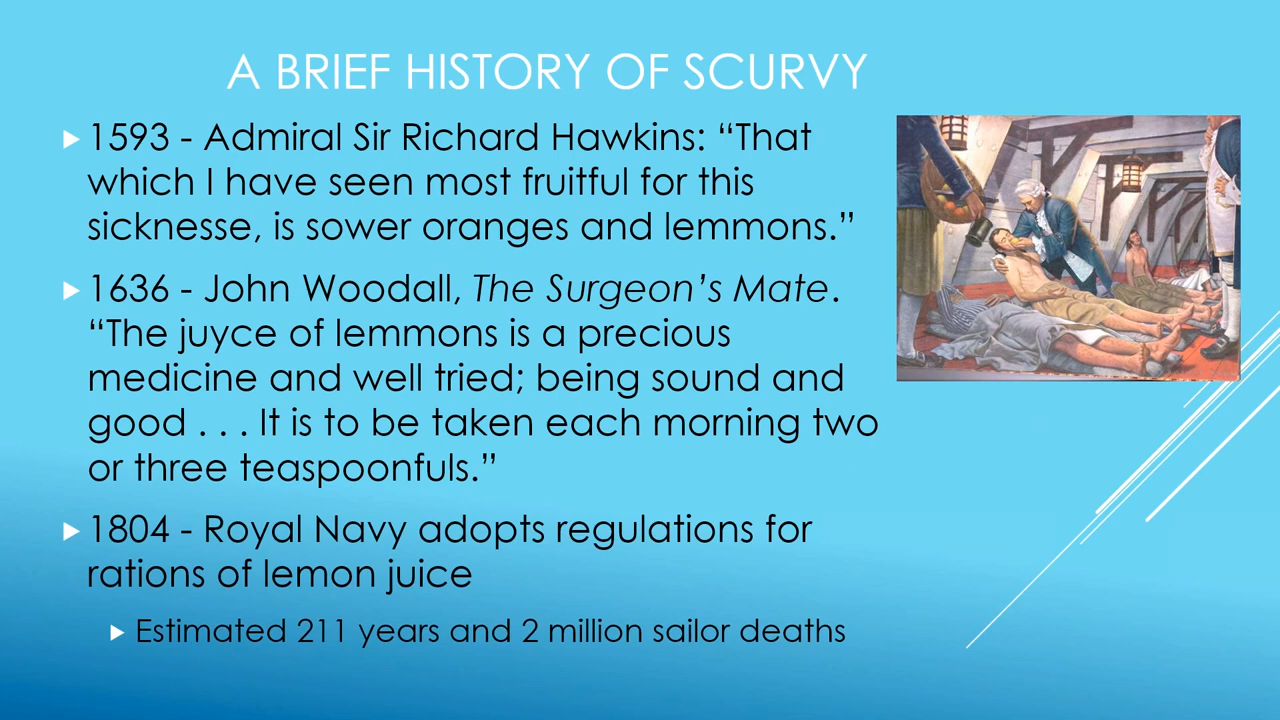 A BRIEF HISTORY OF SCURVY
1593 - Admiral Sir Richard Hawkins: “That
which I have seen most fruitful for this
sicknesse, is sower oranges and lemmons.”
1636 - John Woodall, The Surgeon’s Mate.
“The juyce of lemmons is a precious
medicine and well tried; being sound and
good . . . It is to be taken each morning two
or three teaspoonfuls.”
1804 - Royal Navy adopts regulations for
rations of lemon juice
Estimated 211 years and 2 million sailor deaths